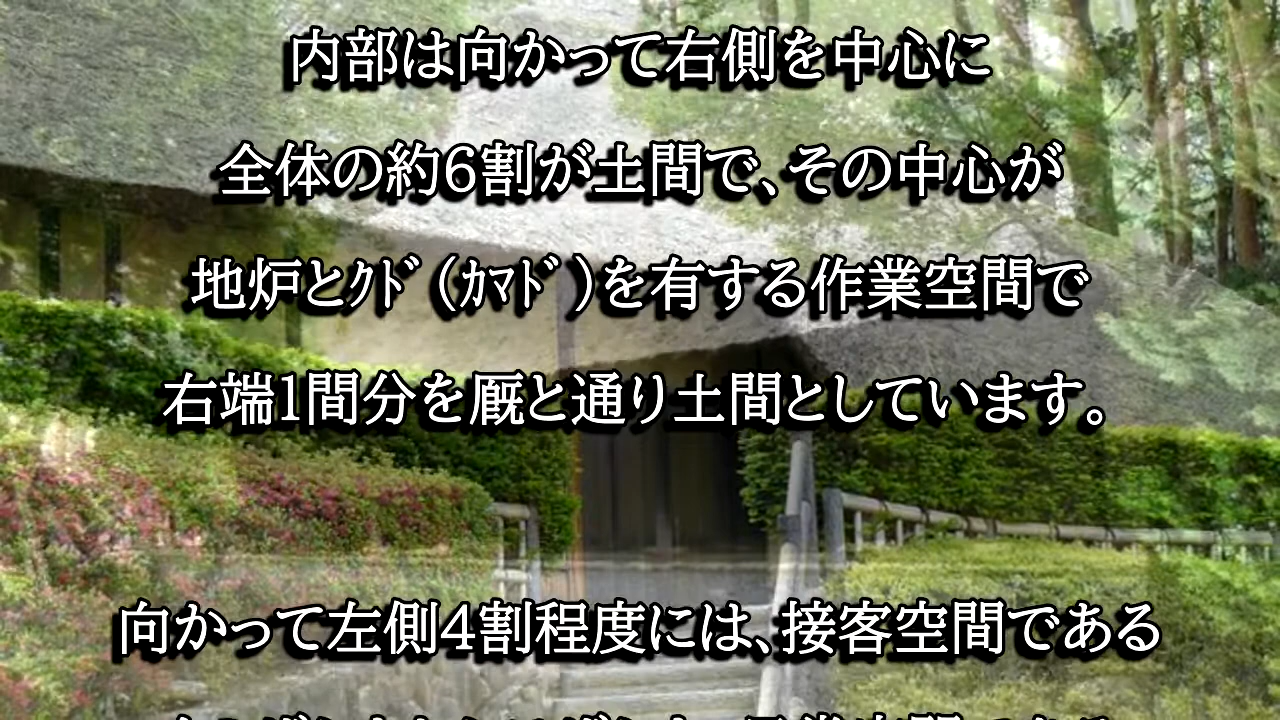 内部は向かって右側を中心に
全体の約6割が土間で、その中心が
地炉とｸﾄﾞ（ｶﾏﾄﾞ）を有する作業空間で
右端1間分を厩と通り土間としています。
向かって左側4割程度には、接客空間である